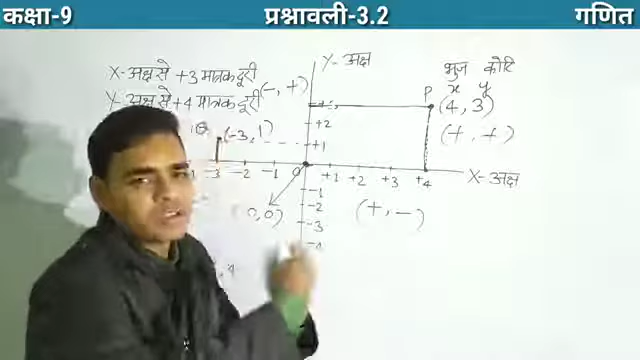 कक्षा-9 प्रश्नावली-3.2 गणित
X-अक्ष से +3 मात्रक दूरी
Y-अक्ष से +4 मात्रक दूरी
(-, +)
Y-अक्ष
भुज कोटि
x y
P (4, 3)
(+, +)
(-3, 1)
+2
+1
-3 -2 -1 O +1 +2 +3 +4 X-अक्ष
-1
-2
-3
-4
0, 0)
(+, -)